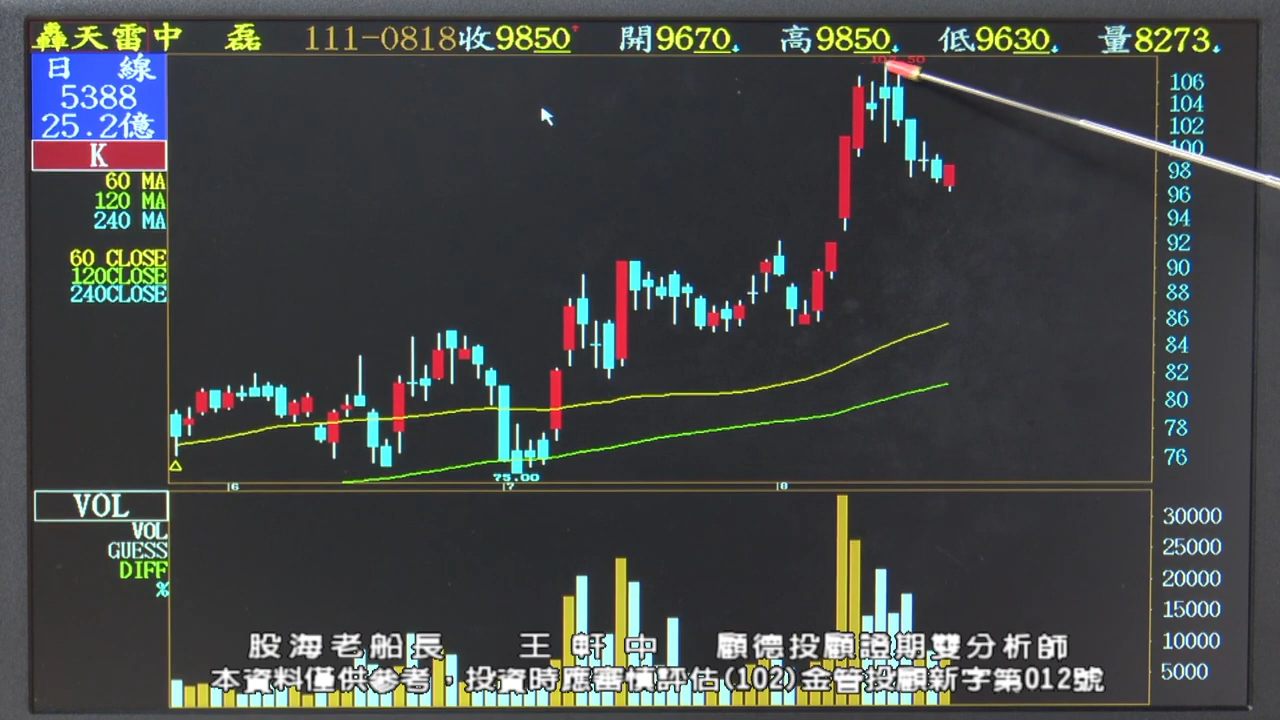 轟天雷中 磊 111-0818收9850 開9670 高9850 低9630 量8273
日 線
5388
25.2億
K
60 MA
120 MA
240 MA
60 CLOSE
120CLOSE
240CLOSE
107.50
106
104
102
100
98
96
94
92
90
88
86
84
82
80
78
76
75.00
6 7 8
VOL
VOL
GUESS
DIFF
%
30000
25000
20000
15000
10000
5000
股海老船長 王軒中 顧德投顧證期雙分析師
本資料僅供參考，投資時應審慎評估(102)金管投顧新字第012號